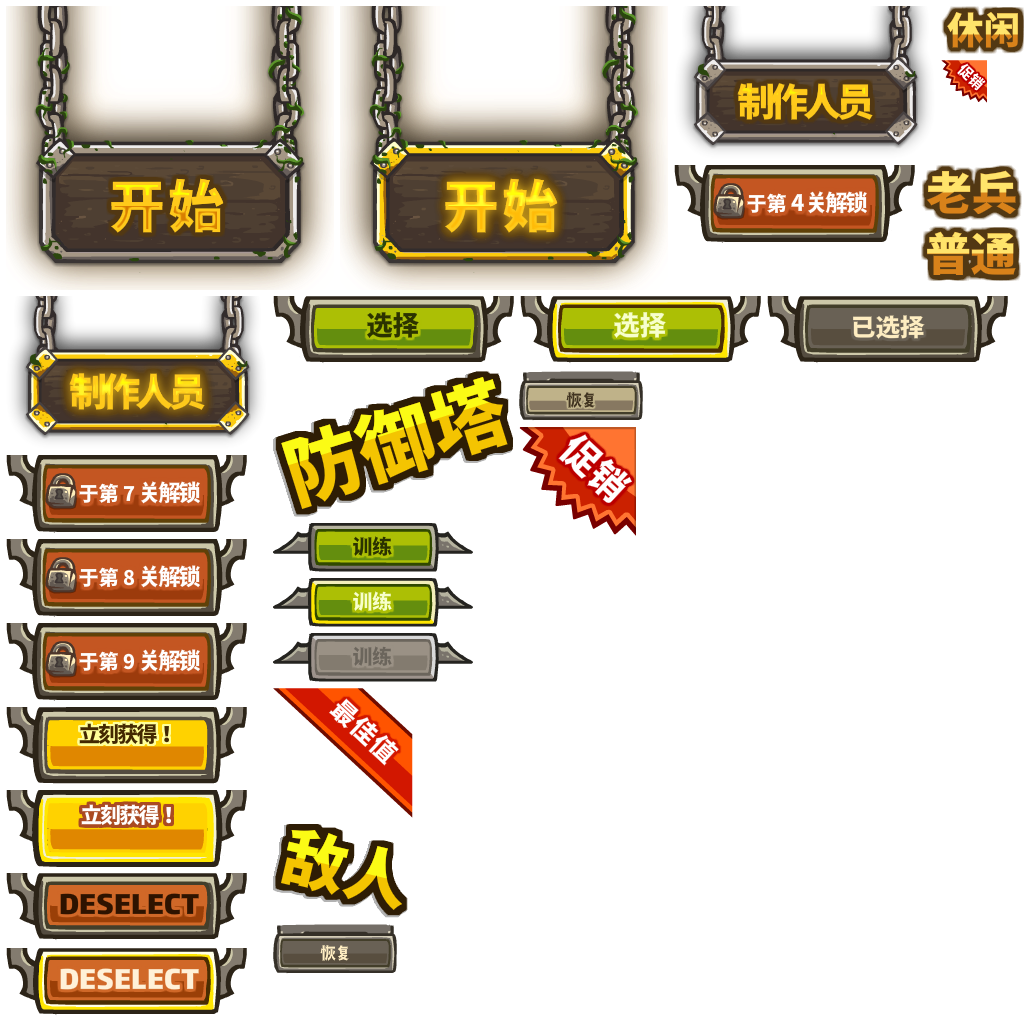 开始
开始
制作人员
休闲
促销
于第 4 关解锁
老兵
普通
制作人员
选择
选择
已选择
防御塔
恢复
促销
于第 7 关解锁
于第 8 关解锁
于第 9 关解锁
训练
训练
训练
立刻获得！
立刻获得！
最佳值
敌人
DESELECT
恢复
DESELECT